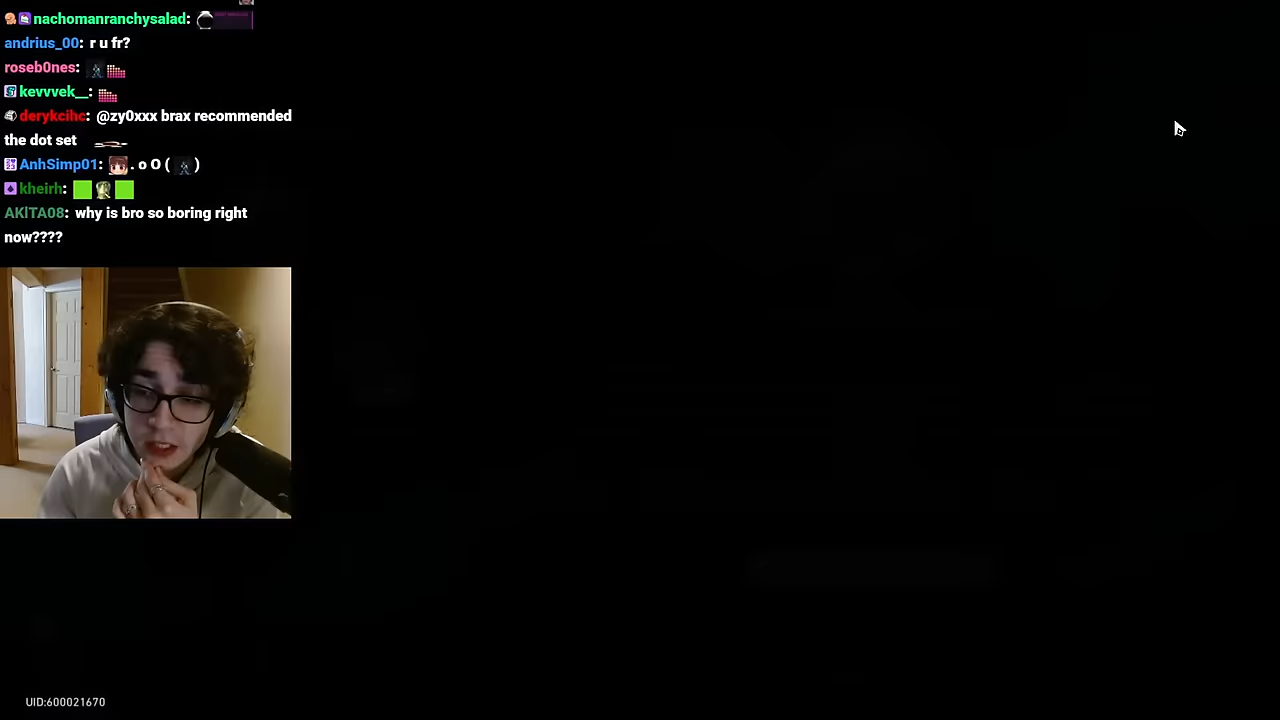 nachomanranchysalad:
andrius_00: r u fr?
roseb0nes:
kevvvek__:
derykcihc: @zy0xxx brax recommended
the dot set
AnhSimp01: . o O ( )
kheirh:
AKITA08: why is bro so boring right
now????
UID:600021670